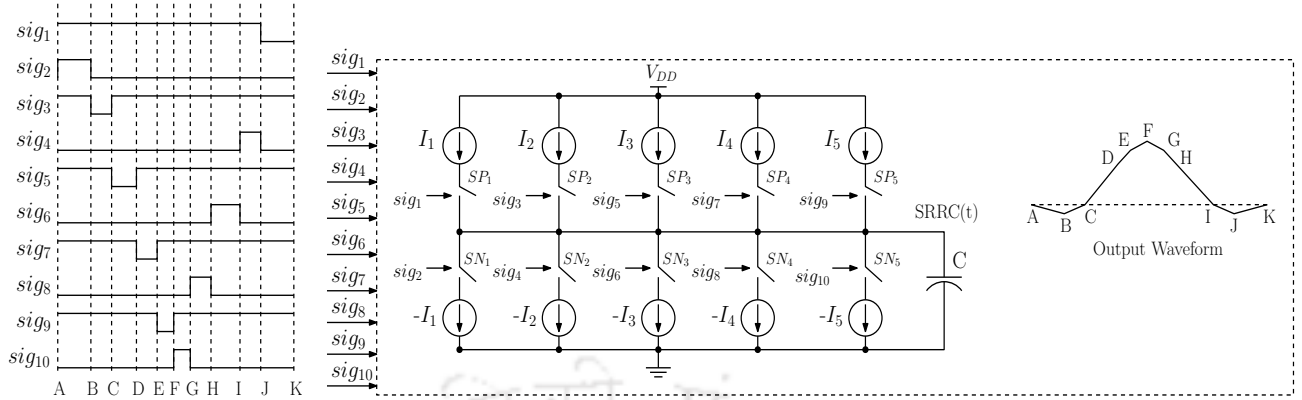 sig1
sig2
sig3
sig4
sig5
sig6
sig7
sig8
sig9
sig10
A B C D E F G H I J K
sig1
sig2
sig3
sig4
sig5
sig6
sig7
sig8
sig9
sig10
VDD
I1 I2 I3 I4 I5
SP1 SP2 SP3 SP4 SP5
sig1 sig3 sig5 sig7 sig9
SRRC(t)
SN1 SN2 SN3 SN4 SN5
sig2 sig4 sig6 sig8 sig10
C
-I1 -I2 -I3 -I4 -I5
A B C D E F G H I J K
Output Waveform